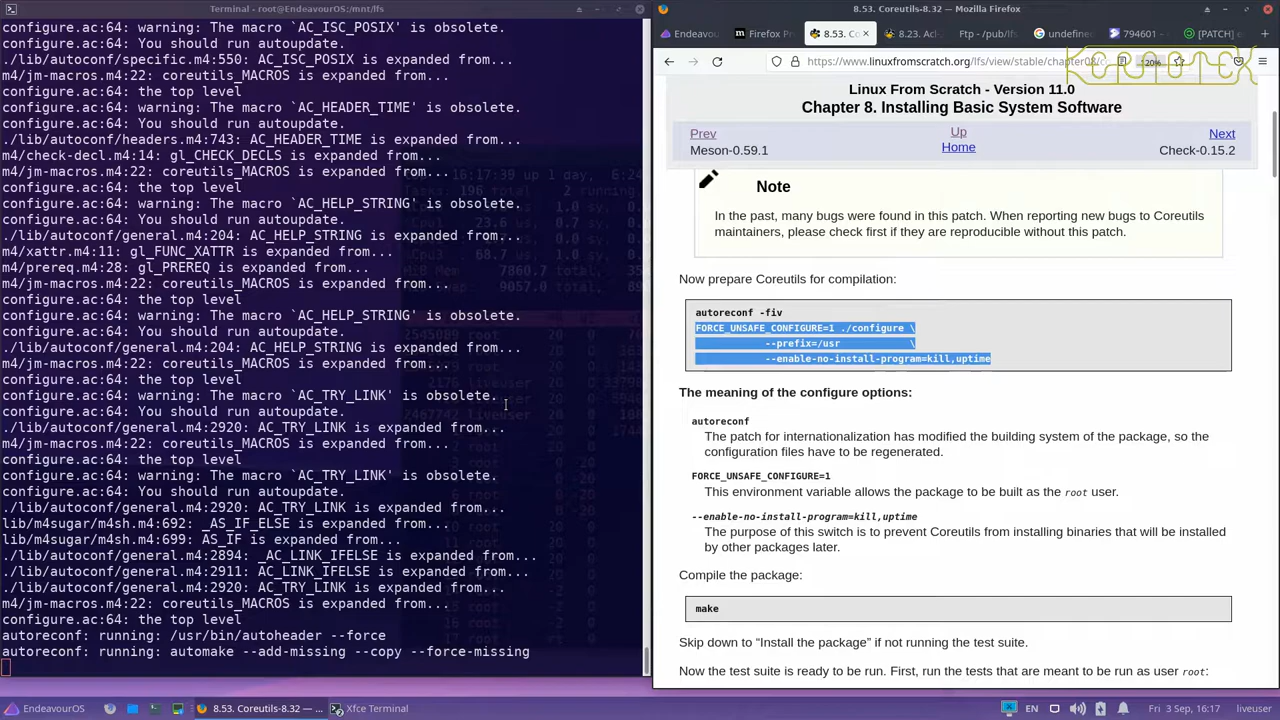 Terminal - root@EndeavourOS:/mnt/lfs
configure.ac:64: warning: The macro `AC_ISC_POSIX' is obsolete.
configure.ac:64: You should run autoupdate.
./lib/autoconf/specific.m4:550: AC_ISC_POSIX is expanded from...
m4/jm-macros.m4:22: coreutils_MACROS is expanded from...
configure.ac:64: the top level
configure.ac:64: warning: The macro `AC_HEADER_TIME' is obsolete.
configure.ac:64: You should run autoupdate.
./lib/autoconf/headers.m4:743: AC_HEADER_TIME is expanded from...
m4/check-decl.m4:14: gl_CHECK_DECLS is expanded from...
m4/jm-macros.m4:22: coreutils_MACROS is expanded from...
configure.ac:64: the top level
configure.ac:64: warning: The macro `AC_HELP_STRING' is obsolete.
configure.ac:64: You should run autoupdate.
./lib/autoconf/general.m4:204: AC_HELP_STRING is expanded from...
m4/xattr.m4:11: gl_FUNC_XATTR is expanded from...
m4/prereq.m4:28: gl_PREREQ is expanded from...
m4/jm-macros.m4:22: coreutils_MACROS is expanded from...
configure.ac:64: the top level
configure.ac:64: warning: The macro `AC_HELP_STRING' is obsolete.
configure.ac:64: You should run autoupdate.
./lib/autoconf/general.m4:204: AC_HELP_STRING is expanded from...
m4/jm-macros.m4:22: coreutils_MACROS is expanded from...
configure.ac:64: the top level
configure.ac:64: warning: The macro `AC_TRY_LINK' is obsolete.
configure.ac:64: You should run autoupdate.
./lib/autoconf/general.m4:2920: AC_TRY_LINK is expanded from...
m4/jm-macros.m4:22: coreutils_MACROS is expanded from...
configure.ac:64: the top level
configure.ac:64: warning: The macro `AC_TRY_LINK' is obsolete.
configure.ac:64: You should run autoupdate.
./lib/autoconf/general.m4:2920: AC_TRY_LINK is expanded from...
lib/m4sugar/m4sh.m4:692: _AS_IF_ELSE is expanded from...
lib/m4sugar/m4sh.m4:699: AS_IF is expanded from...
./lib/autoconf/general.m4:2894: _AC_LINK_IFELSE is expanded from...
./lib/autoconf/general.m4:2911: AC_LINK_IFELSE is expanded from...
./lib/autoconf/general.m4:2920: AC_TRY_LINK is expanded from...
m4/jm-macros.m4:22: coreutils_MACROS is expanded from...
configure.ac:64: the top level
autoreconf: running: /usr/bin/autoheader --force
autoreconf: running: automake --add-missing --copy --force-missing
8.53. Coreutils-8.32 — Mozilla Firefox
Endeavour
Firefox Pr
8.53. Co
8.23. Acl-
Ftp - /pub/lfs
undefined
794601 –
[PATCH] e
https://www.linuxfromscratch.org/lfs/view/stable/chapter08/c
120%
Linux From Scratch - Version 11.0
Chapter 8. Installing Basic System Software
Prev
Up
Next
Meson-0.59.1
Home
Check-0.15.2
Note
In the past, many bugs were found in this patch. When reporting new bugs to Coreutils
maintainers, please check first if they are reproducible without this patch.
Now prepare Coreutils for compilation:
autoreconf -fiv
FORCE_UNSAFE_CONFIGURE=1 ./configure \
--prefix=/usr \
--enable-no-install-program=kill,uptime
The meaning of the configure options:
autoreconf
The patch for internationalization has modified the building system of the package, so the
configuration files have to be regenerated.
FORCE_UNSAFE_CONFIGURE=1
This environment variable allows the package to be built as the root user.
--enable-no-install-program=kill,uptime
The purpose of this switch is to prevent Coreutils from installing binaries that will be installed
by other packages later.
Compile the package:
make
Skip down to “Install the package” if not running the test suite.
Now the test suite is ready to be run. First, run the tests that are meant to be run as user root:
EndeavourOS
8.53. Coreutils-8.32 — ...
Xfce Terminal
EN
Fri 3 Sep, 16:17
liveuser